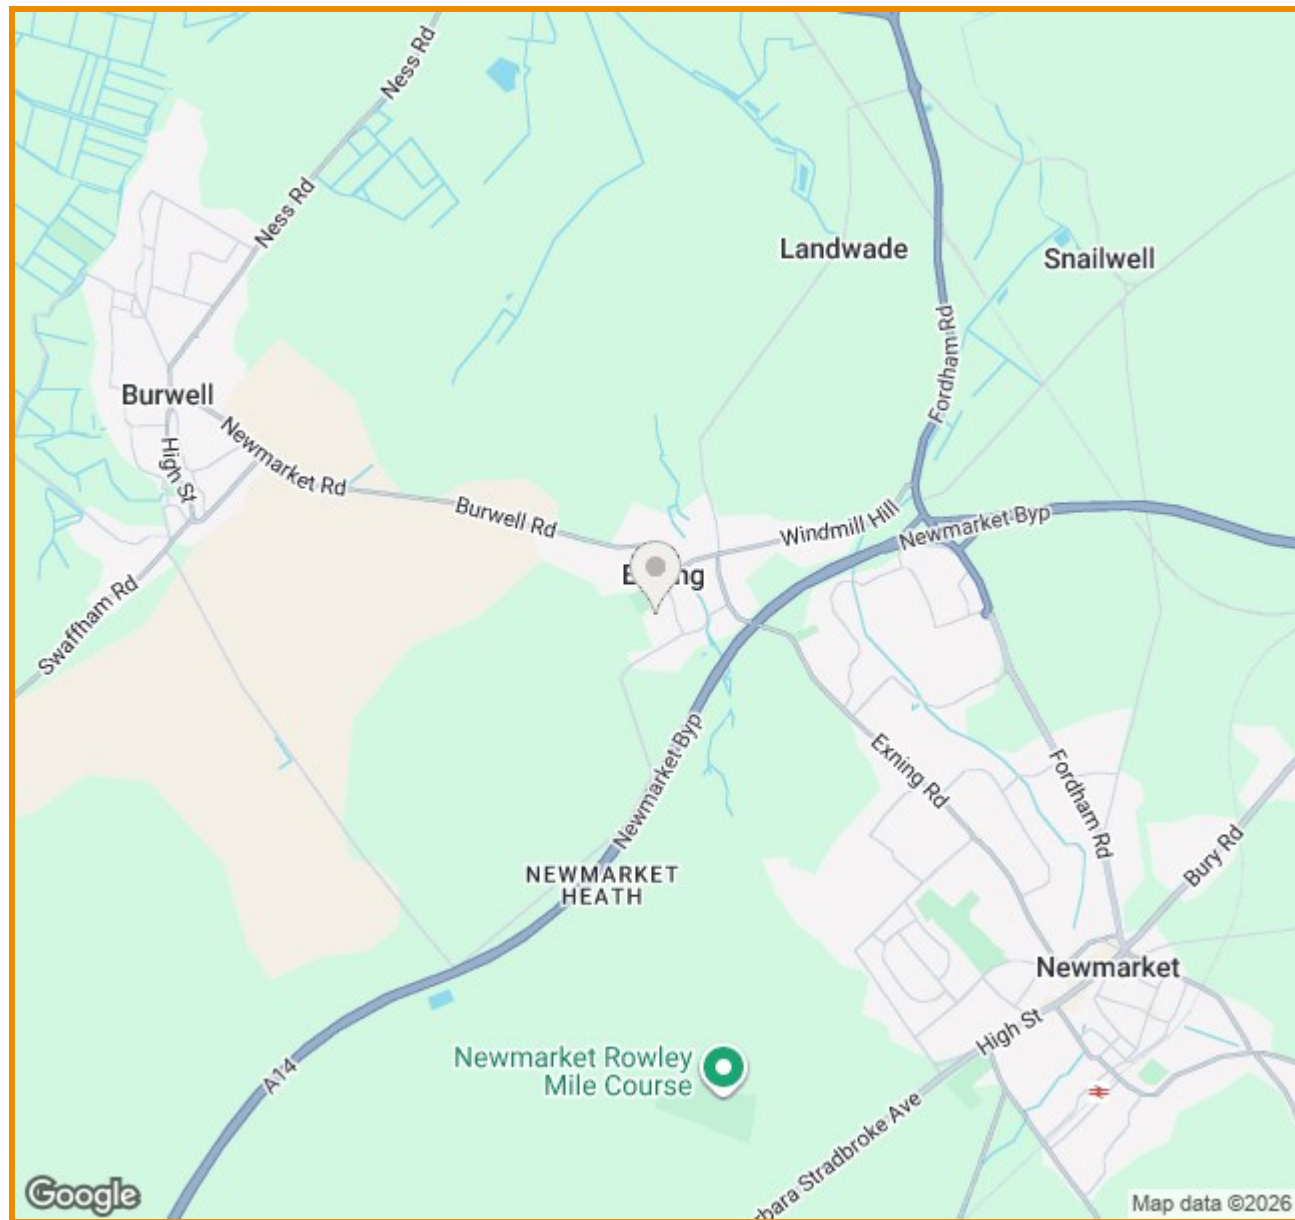 Ness Rd
Ness Rd
Landwade
Snailwell
Fordham Rd
Burwell
High St
Newmarket Rd
Burwell Rd
Windmill Hill
Newmarket Byp
Swaffham Rd
Newmarket Byp
Exning Rd
Fordham Rd
Bury Rd
NEWMARKET
HEATH
Newmarket
High St
Newmarket Rowley
Mile Course
A14
bara Stradbroke Ave
Google
Map data ©2026